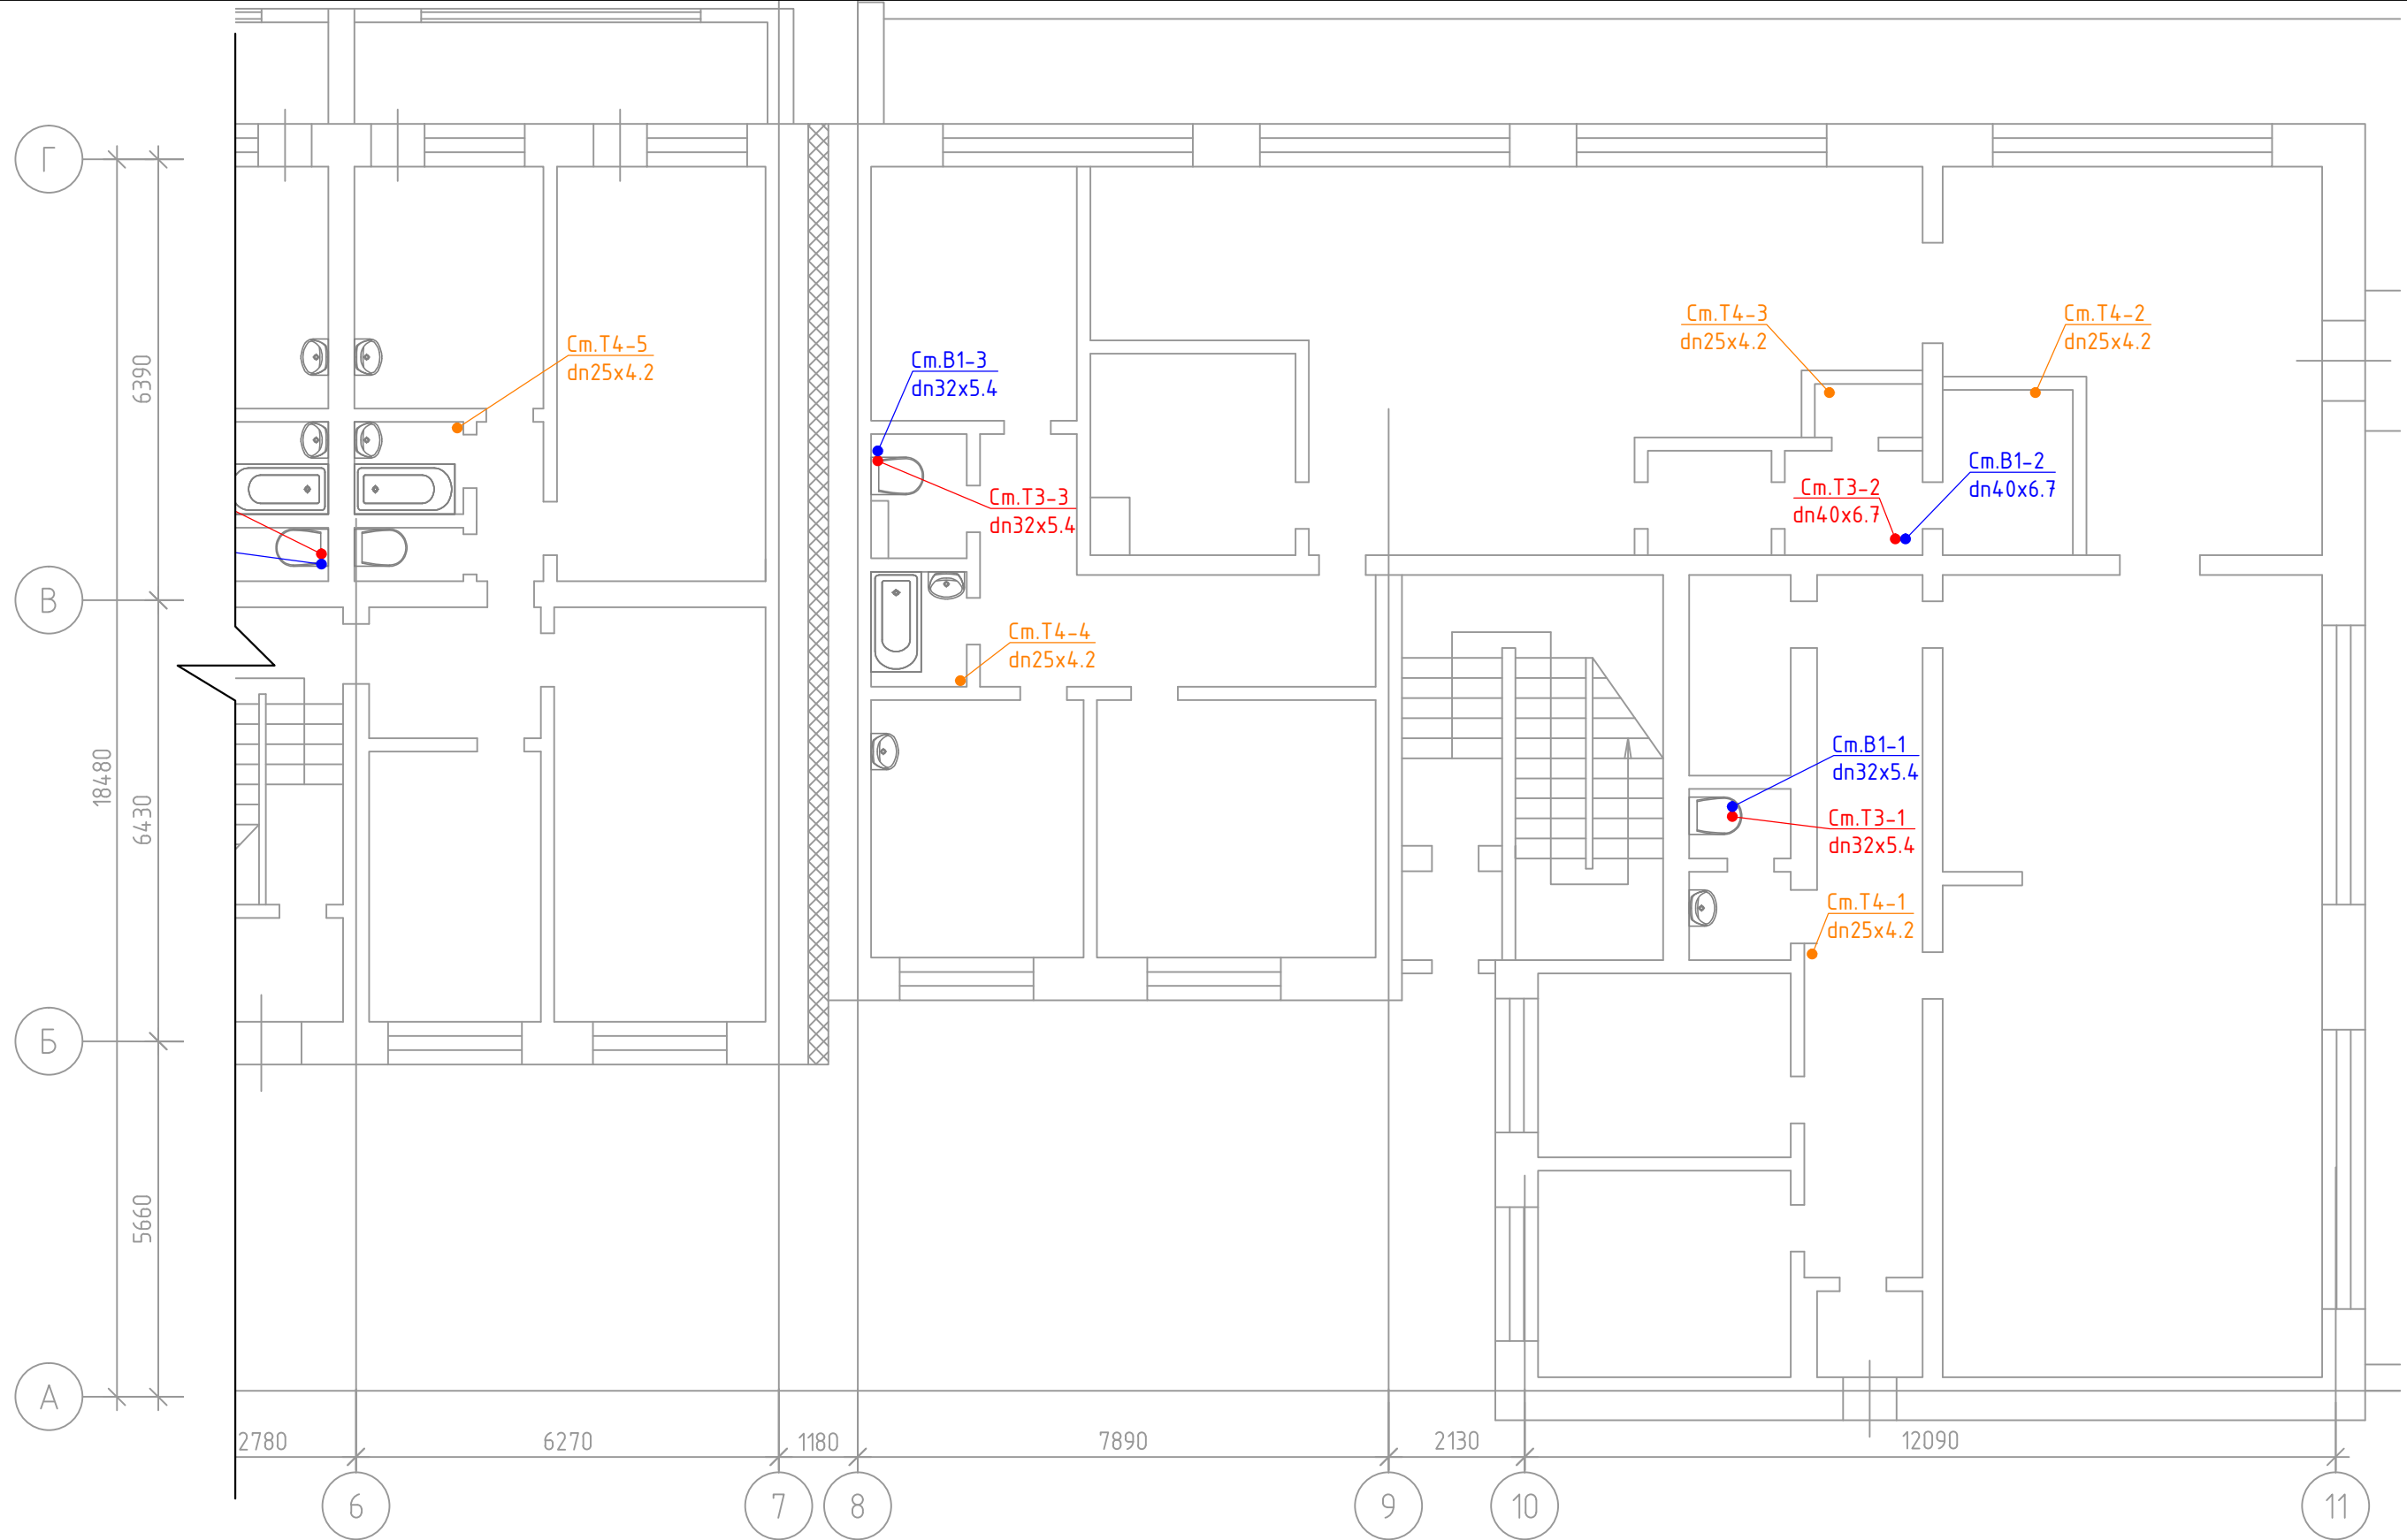 Г
Ст.Т4-3
dn25x4.2
Ст.Т4-2
dn25x4.2
Ст.Т4-5
dn25x4.2
Ст.В1-3
dn32x5.4
6390
Ст.В1-2
dn40x6.7
Ст.Т3-3
dn32x5.4
Ст.Т3-2
dn40x6.7
В
Ст.Т4-4
dn25x4.2
Ст.В1-1
dn32x5.4
18480
6430
Ст.Т3-1
dn32x5.4
Ст.Т4-1
dn25x4.2
Б
5660
А
2780
6270
1180
7890
2130
12090
6
7
8
9
10
11